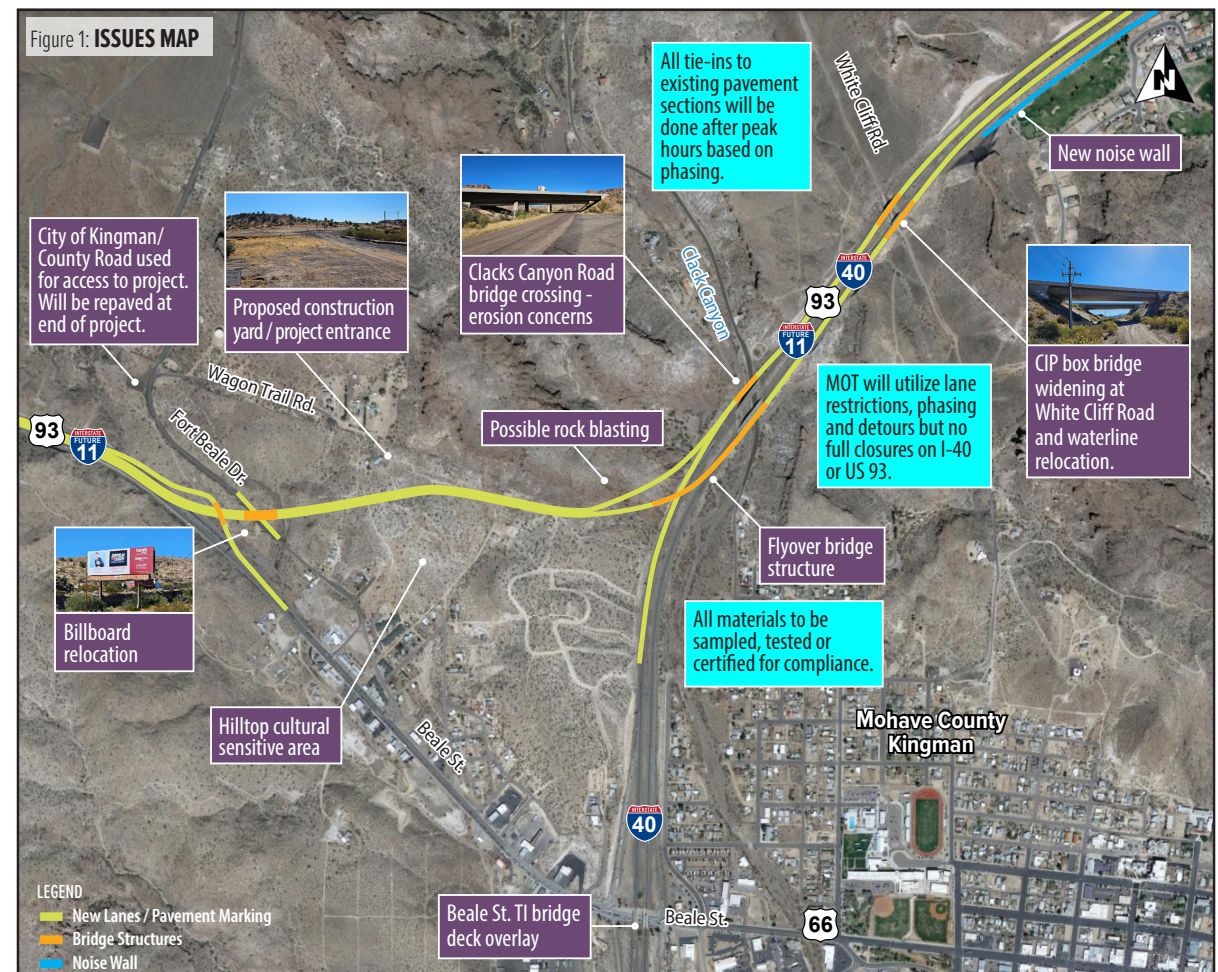 Figure 1: ISSUES MAP
N
All tie-ins to
existing pavement
sections will be
done after peak
hours based on
phasing.
White Cliff Rd.
New noise wall
City of Kingman/
County Road used
for access to project.
Will be repaved at
end of project.
Proposed construction
yard / project entrance
Clacks Canyon Road
bridge crossing -
erosion concerns
Clack Canyon
INTERSTATE
40
93
INTERSTATE
FUTURE
11
CIP box bridge
widening at
White Cliff Road
and waterline
relocation.
MOT will utilize lane
restrictions, phasing
and detours but no
full closures on I-40
or US 93.
Wagon Trail Rd.
Fort Beale Dr.
93
INTERSTATE
FUTURE
11
Possible rock blasting
Flyover bridge
structure
Billboard
relocation
All materials to be
sampled, tested or
certified for compliance.
Hilltop cultural
sensitive area
Beale St.
Mohave County
Kingman
INTERSTATE
40
LEGEND
New Lanes / Pavement Marking
Bridge Structures
Noise Wall
Beale St. TI bridge
deck overlay
Beale St.
66